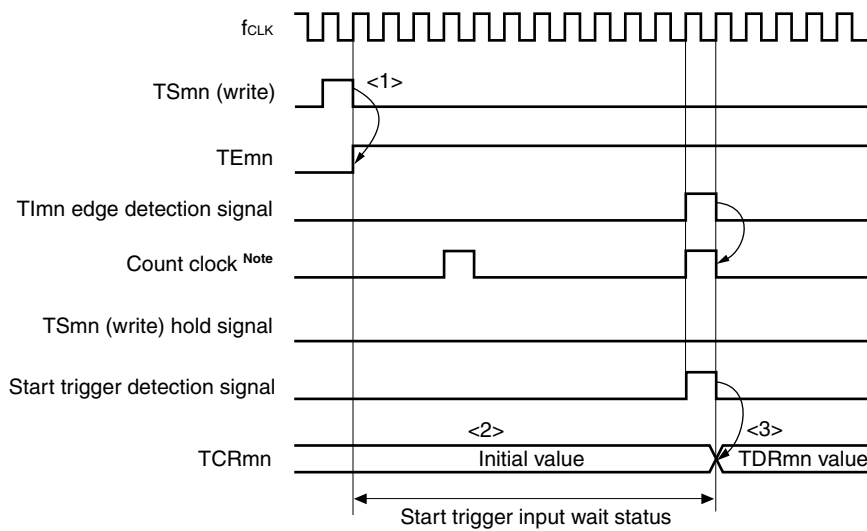 fCLK
TSmn (write)
<1>
TEmn
TImn edge detection signal
Count clock Note
TSmn (write) hold signal
Start trigger detection signal
<2>
<3>
TCRmn
Initial value
TDRmn value
Start trigger input wait status